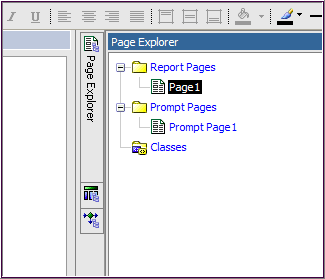 I U
Page Explorer
Page Explorer
Report Pages
Page1
Prompt Pages
Prompt Page1
Classes